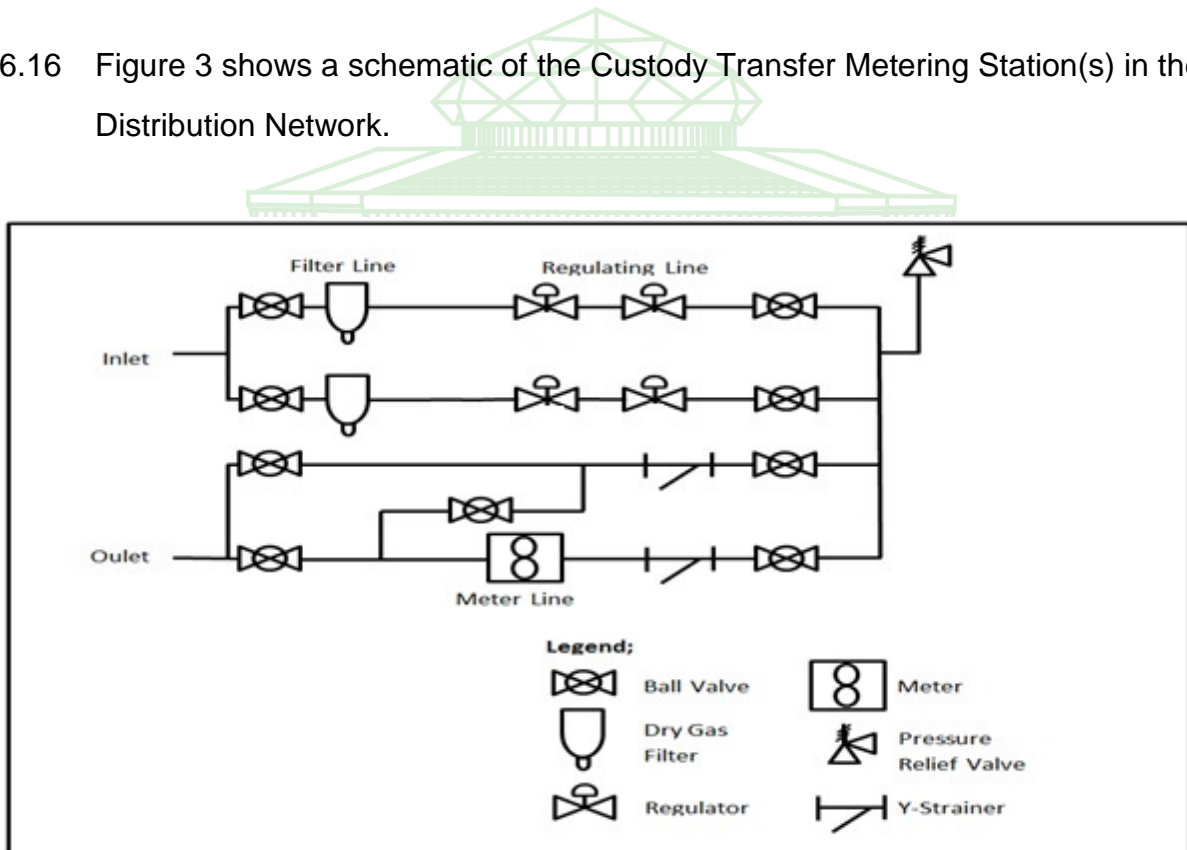 6.16 Figure 3 shows a schematic of the Custody Transfer Metering Station(s) in the
Distribution Network.
Filter Line
Regulating Line
Inlet
Oulet
Meter Line
Legend;
Ball Valve
Meter
Dry Gas
Filter
Pressure
Relief Valve
Regulator
Y-Strainer